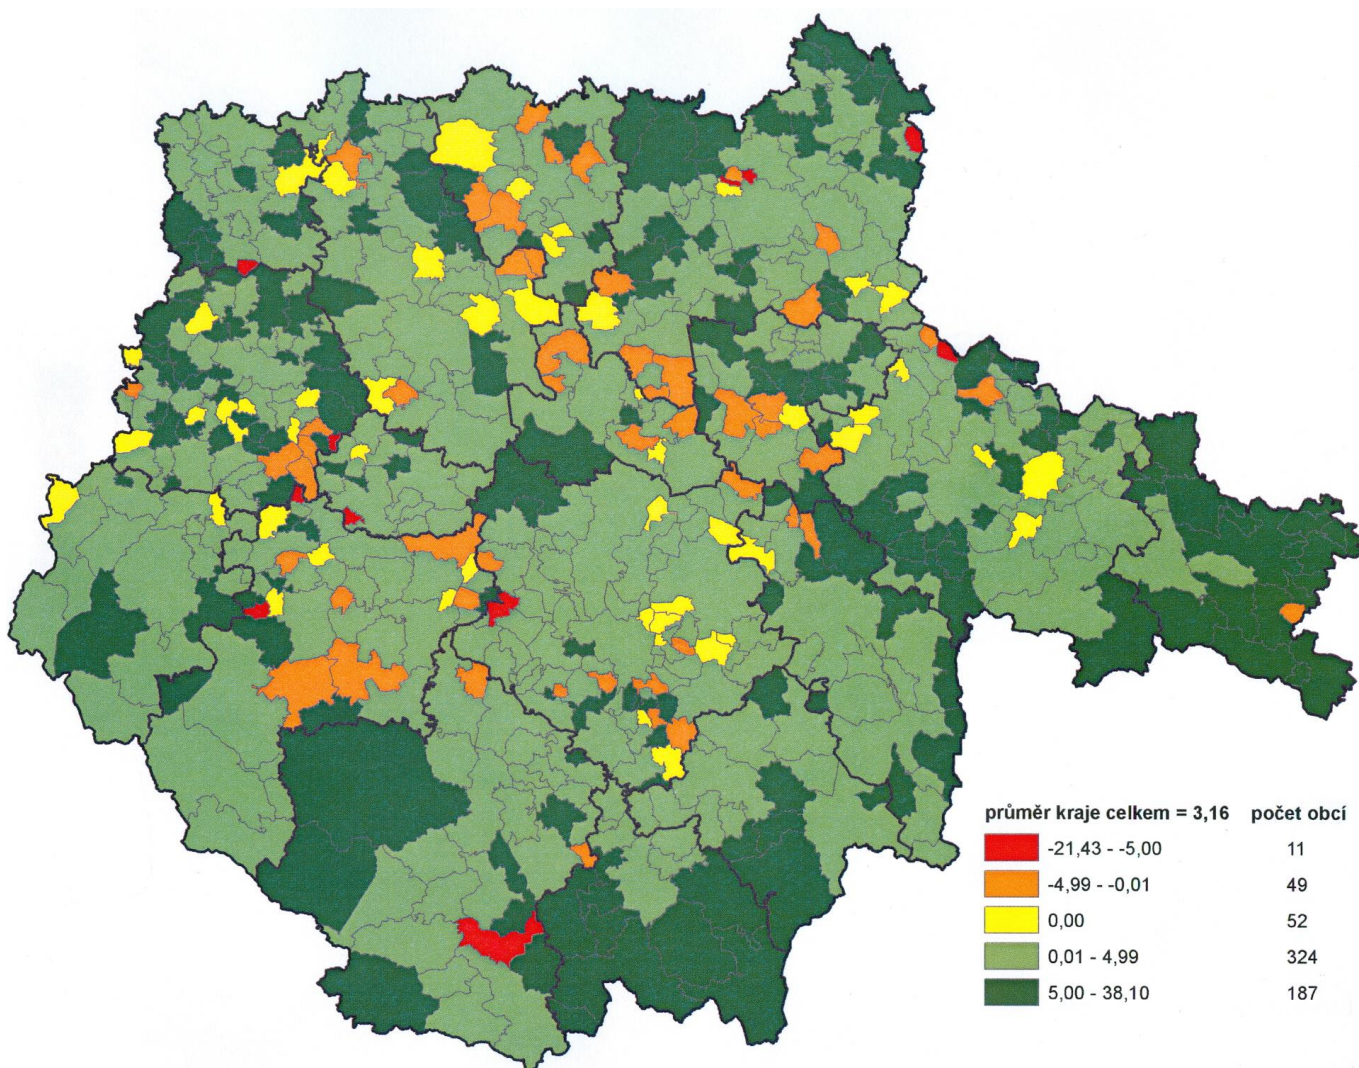 průměr kraje celkem = 3,16 počet obcí
-21,43 - -5,00 11
-4,99 - -0,01 49
0,00 52
0,01 - 4,99 324
5,00 - 38,10 187